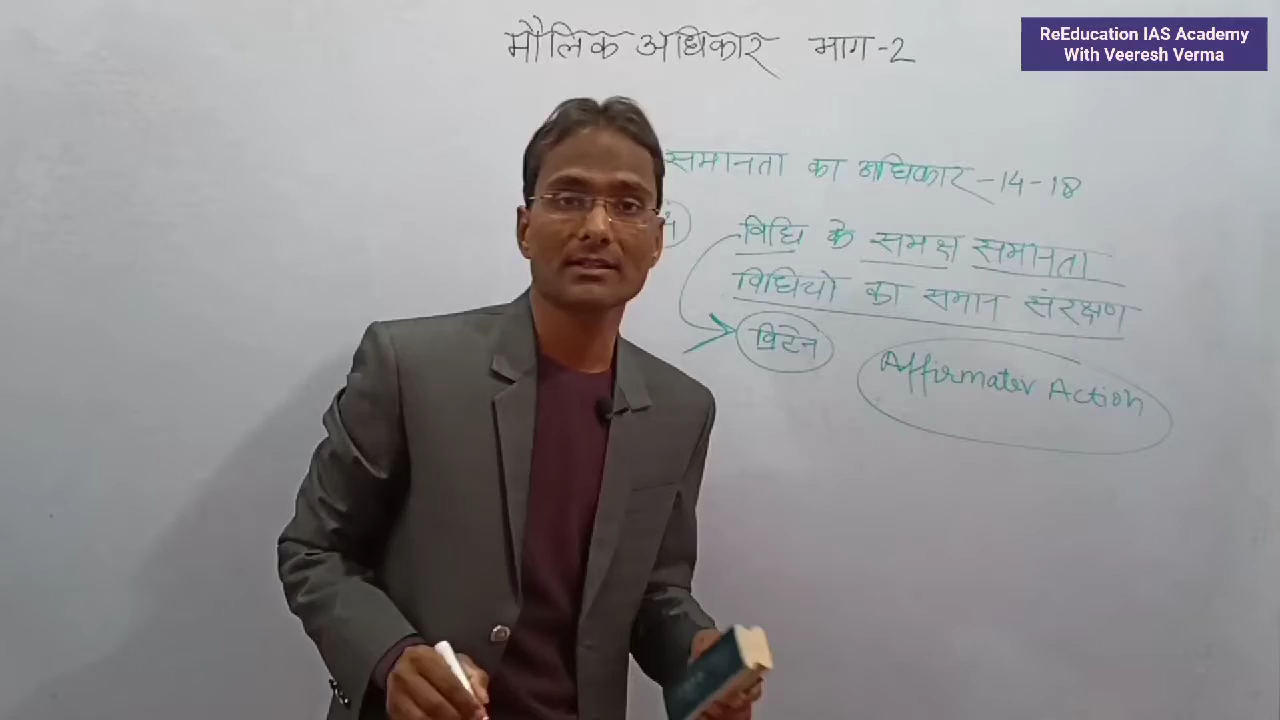 ReEducation IAS Academy
With Veeresh Verma
मौलिक अधिकार भाग-2
समानता का अधिकार-14-18
विधि के समक्ष समानता
विधियो का समान संरक्षण
ब्रिटेन
Affirmater Action